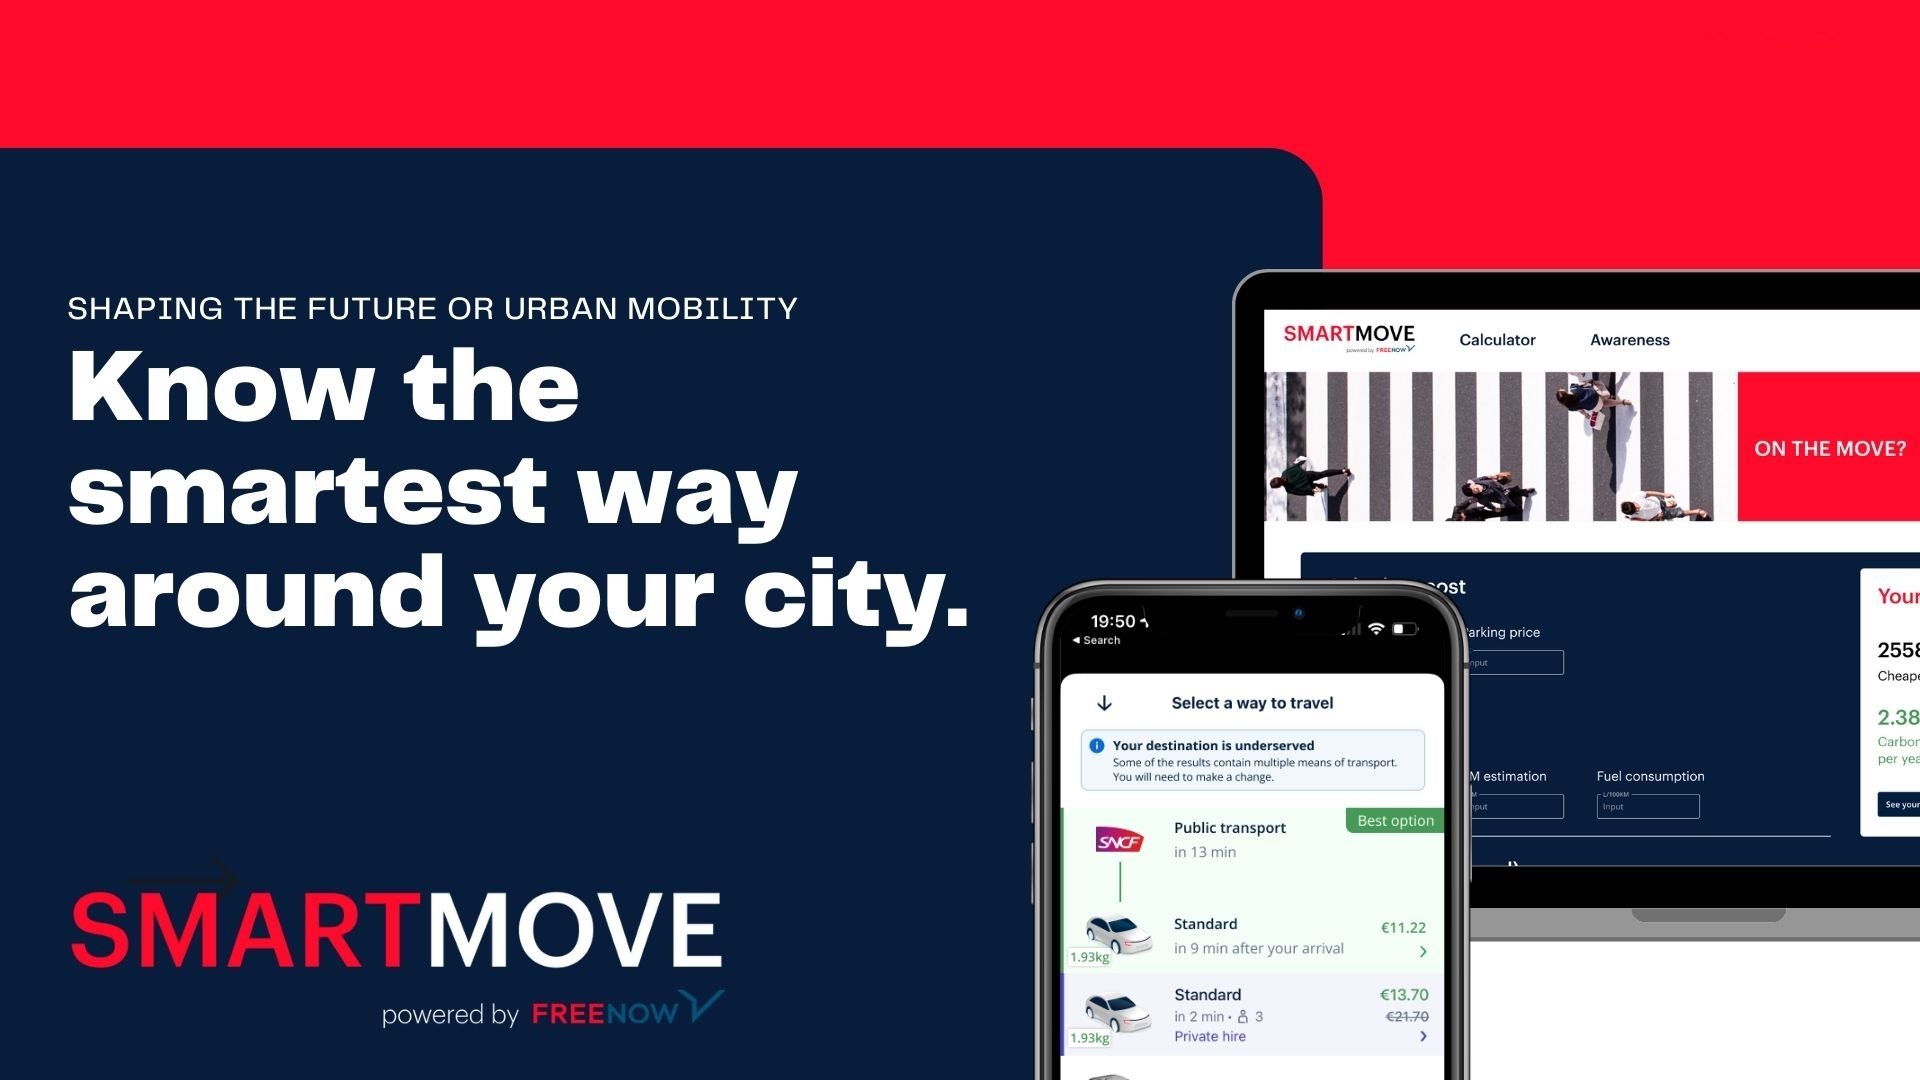 SHAPING THE FUTURE OR URBAN MOBILITY
Know the
smartest way
around your city.
SMARTMOVE
powered by FREENOW
SMARTMOVE
powered by FREENOW
Calculator
Awareness
ON THE MOVE?
ost
arking price
Input
M estimation
Input
Fuel consumption
L/100KM
Input
Your
2558
Cheape
2.38
Carbon
per yea
See your
19:50
Search
Select a way to travel
Your destination is underserved
Some of the results contain multiple means of transport.
You will need to make a change.
Best option
SNCF
Public transport
in 13 min
Standard
€11.22
in 9 min after your arrival
1.93kg
Standard
€13.70
in 2 min • 3
€21.70
Private hire
1.93kg